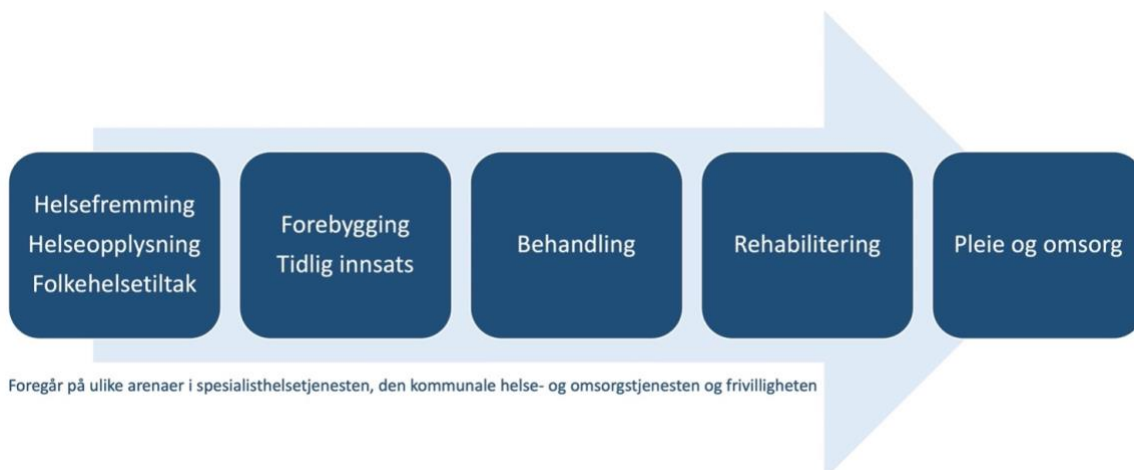 Helsefremming
Helseopplysning
Folkehelsetiltak
Forebygging
Tidlig innsats
Behandling
Rehabilitering
Pleie og omsorg
Foregår på ulike arenaer i spesialisthelsetjenesten, den kommunale helse- og omsorgstjenesten og frivilligheten